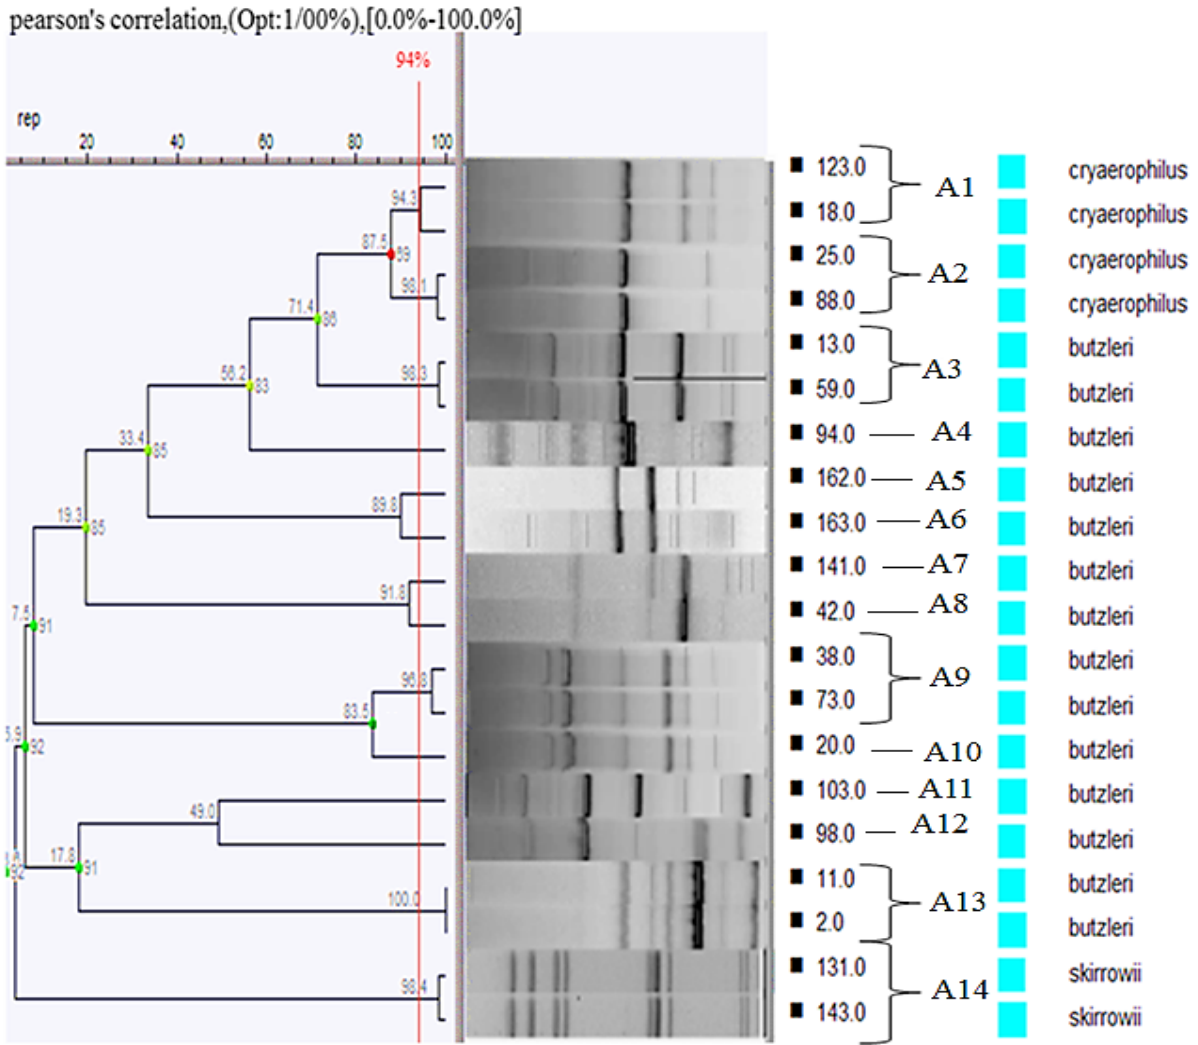 pearson's correlation,(Opt:1/00%),[0.0%-100.0%]
94%
rep
20 40 60 80 100
123.0 A1 cryaerophilus
94.3
18.0 cryaerophilus
87.5
25.0 A2 cryaerophilus
98.1
88.0 cryaerophilus
71.4
86
13.0 A3 butzleri
98.3
56.2
83
59.0 butzleri
94.0 A4 butzleri
33.4
85
162.0 A5 butzleri
89.8
163.0 A6 butzleri
19.3
85
141.0 A7 butzleri
91.8
42.0 A8 butzleri
7.5
91
38.0 A9 butzleri
96.8
73.0 butzleri
83.5
20.0 A10 butzleri
92
103.0 A11 butzleri
49.0
98.0 A12 butzleri
17.8
91
92
11.0 A13 butzleri
100.0
2.0 butzleri
131.0 A14 skirrowii
98.4
143.0 skirrowii